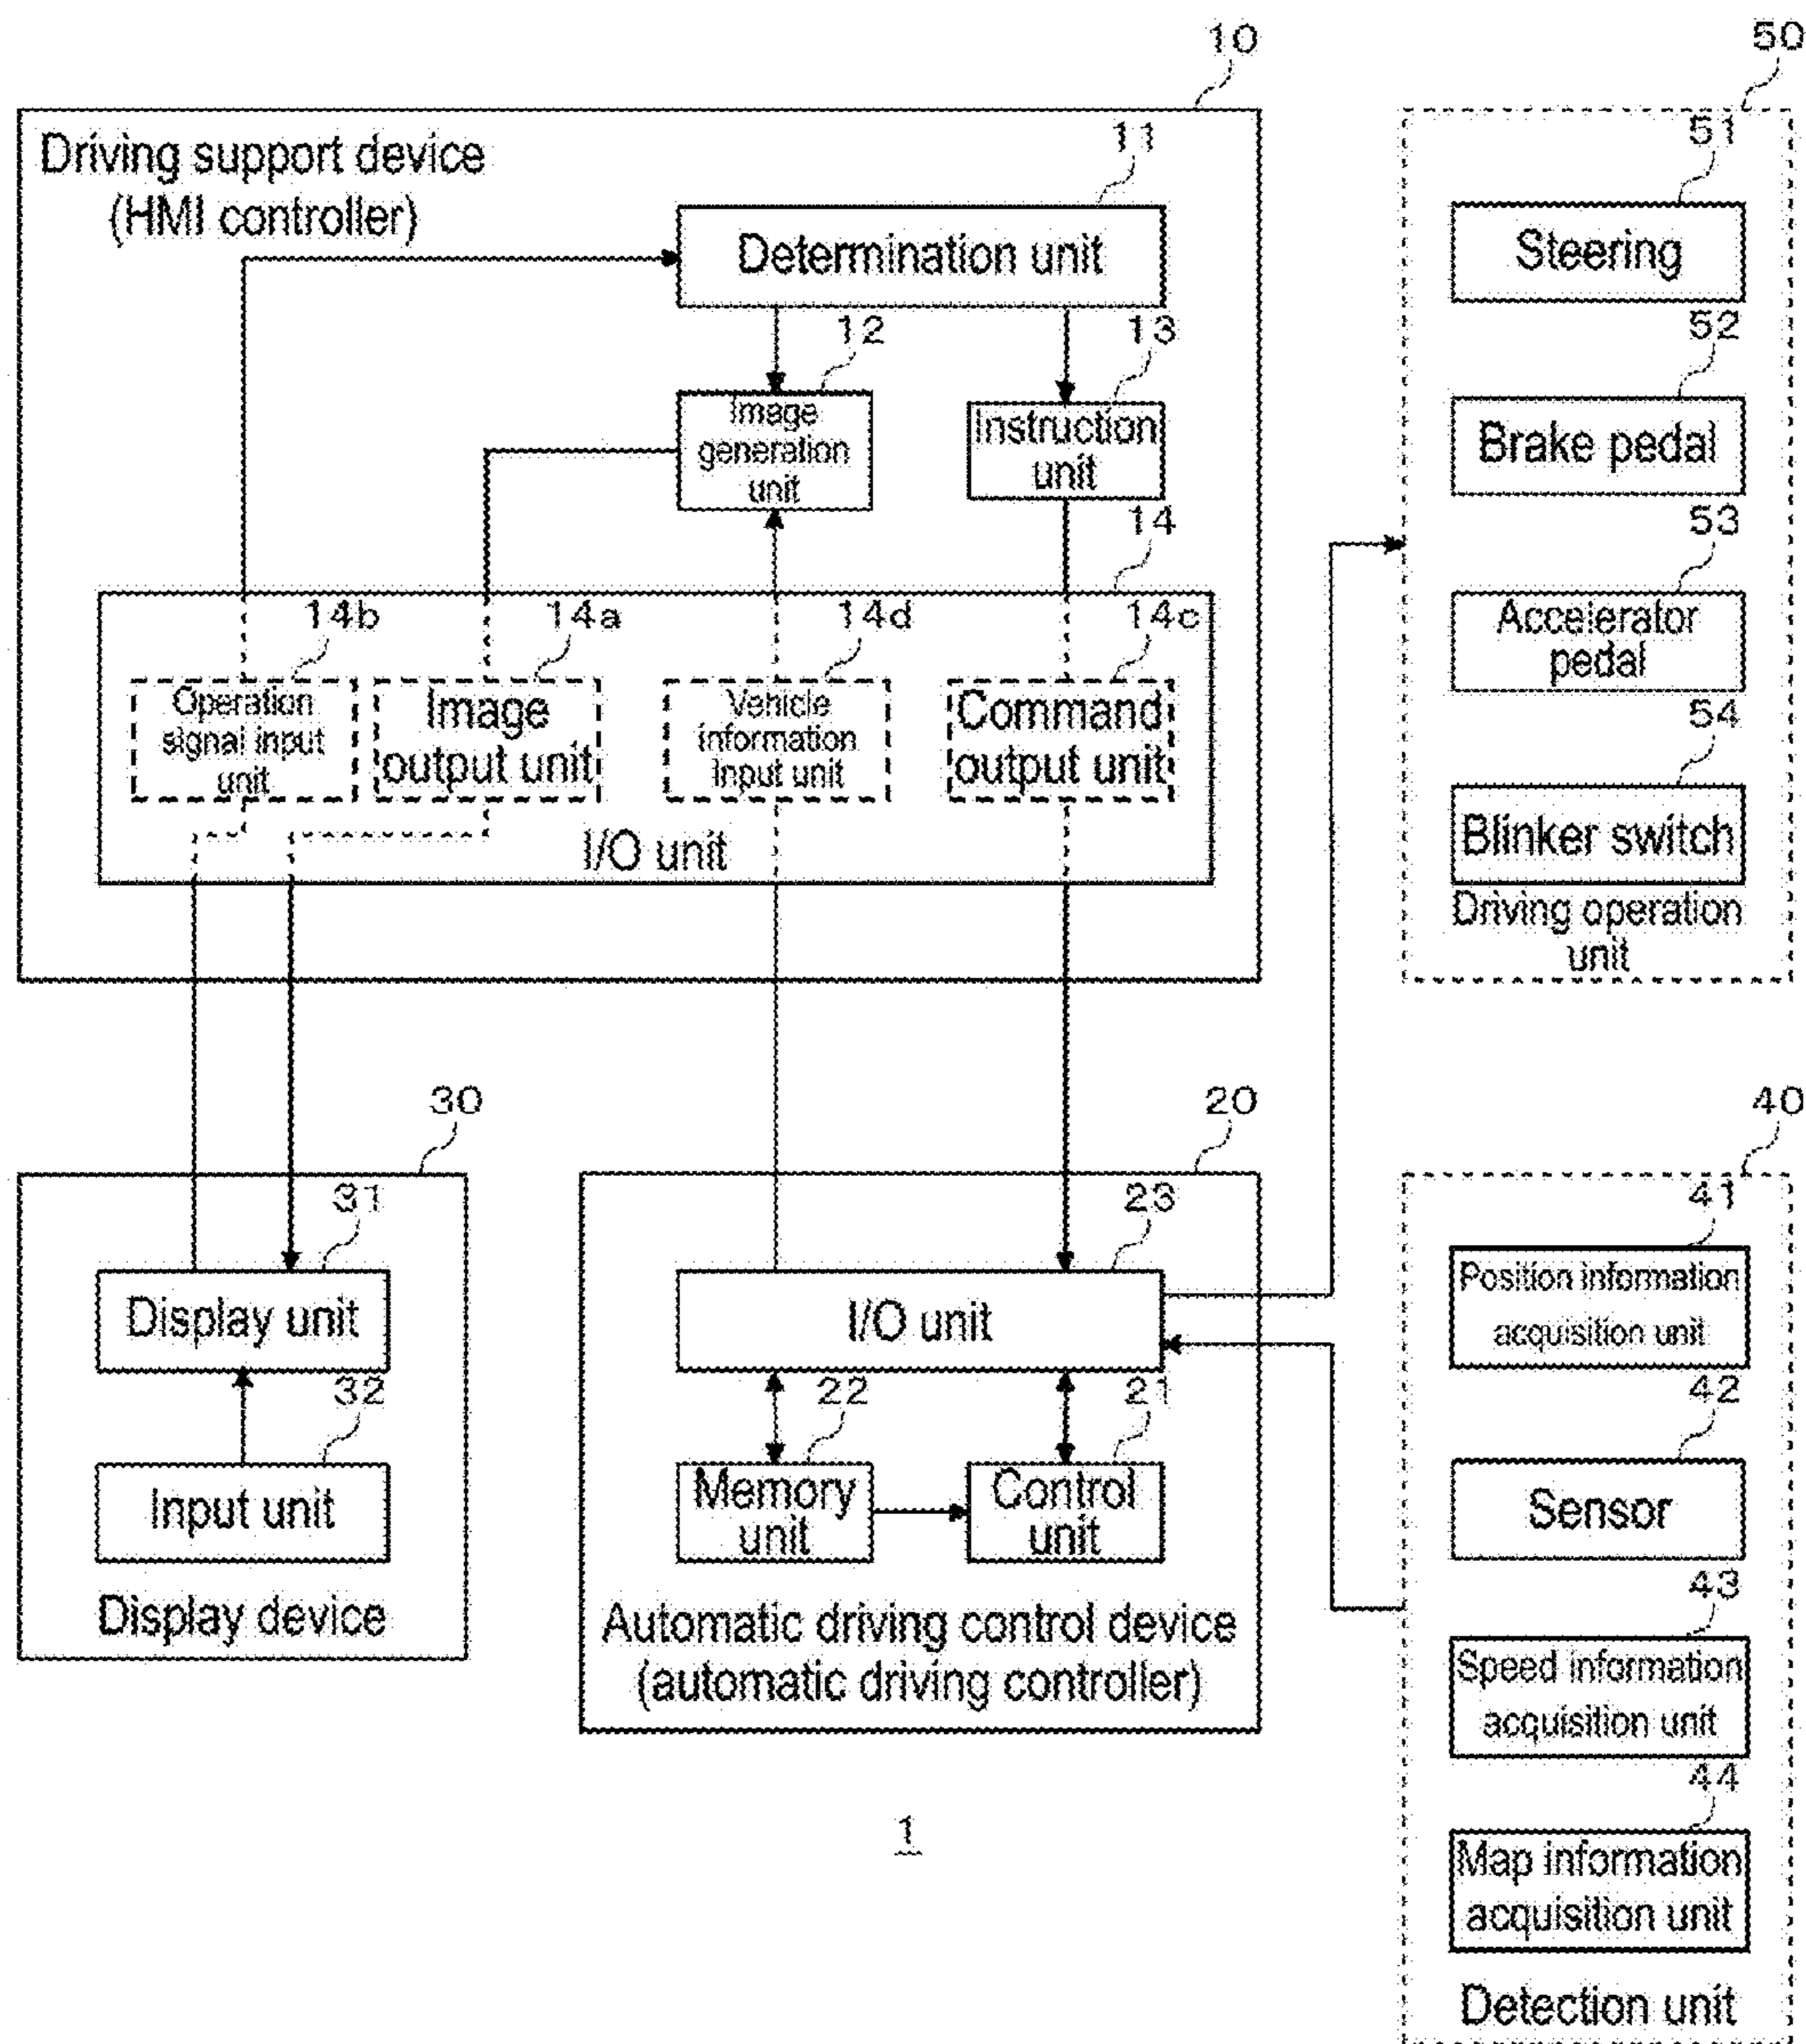 10
50
Driving support device
(HMI controller)
11
Determination unit
12
Image
generation
unit
13
Instruction
unit
14
14b
Operation
signal input
unit
14a
Image
output unit
14d
Vehicle
information
input unit
14c
Command
output unit
I/O unit
51
Steering
52
Brake pedal
53
Accelerator
pedal
54
Blinker switch
Driving operation
unit
30
31
Display unit
32
Input unit
Display device
20
23
I/O unit
22
Memory
unit
21
Control
unit
Automatic driving control device
(automatic driving controller)
40
41
Position information
acquisition unit
42
Sensor
43
Speed information
acquisition unit
44
Map information
acquisition unit
Detection unit
1